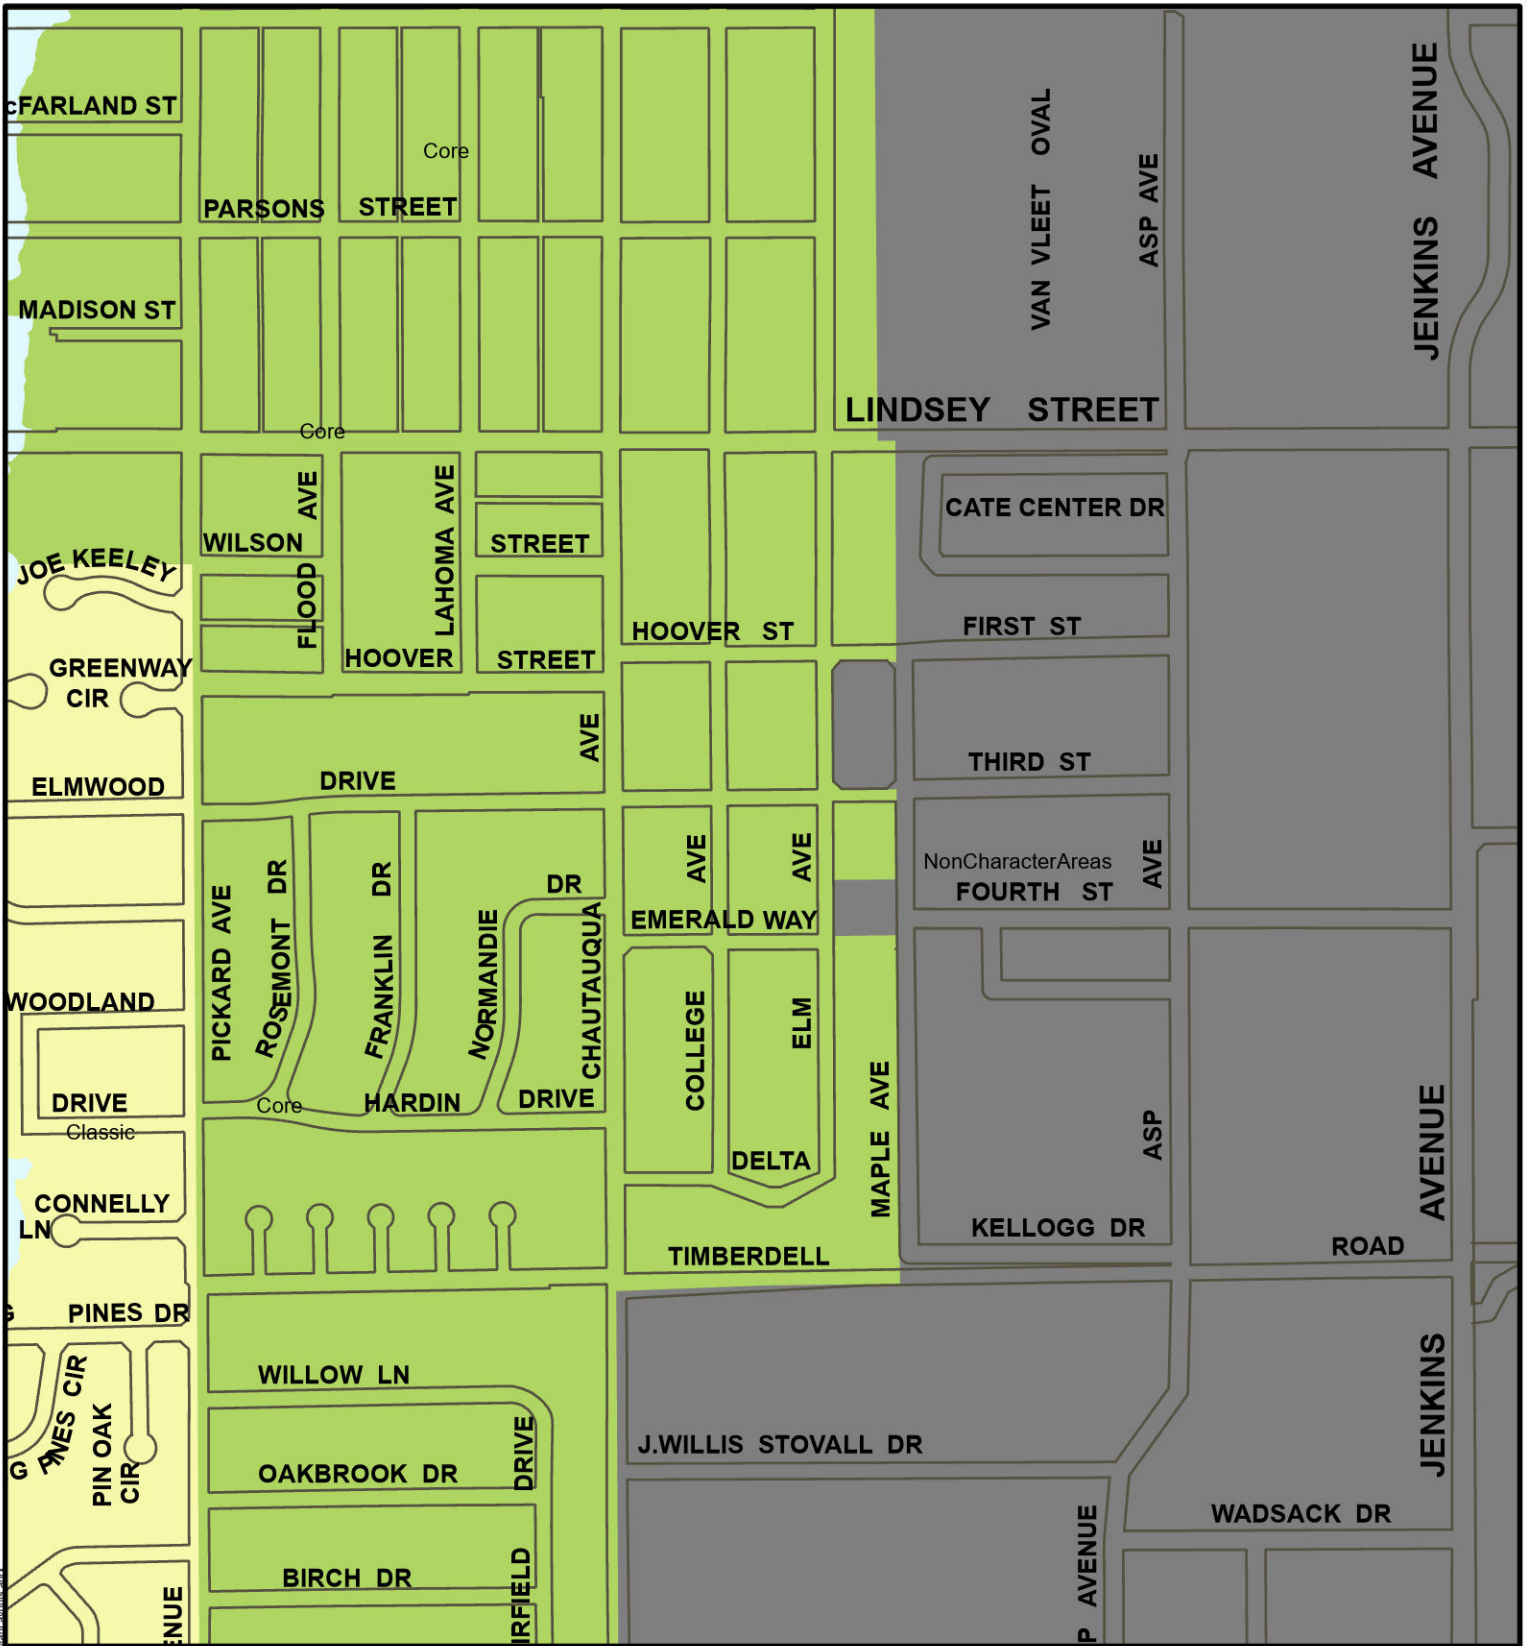 cFARLAND ST
Core
PARSONS STREET
VAN VLEET OVAL
ASP AVE
JENKINS AVENUE
MADISON ST
LINDSEY STREET
Core
CATE CENTER DR
WILSON STREET
FLOOD AVE
LAHOMA AVE
JOE KEELEY
HOOVER ST
FIRST ST
HOOVER STREET
GREENWAY
CIR
THIRD ST
ELMWOOD DRIVE
NonCharacterAreas
FOURTH ST
EMERALD WAY
PICKARD AVE
ROSEMONT DR
FRANKLIN DR
NORMANDIE DR
CHAUTAUQUA AVE
COLLEGE AVE
ELM AVE
MAPLE AVE
ASP AVE
WOODLAND
DRIVE
HARDIN DRIVE
Core
Classic
DELTA
CONNELLY
LN
KELLOGG DR
TIMBERDELL ROAD
JENKINS AVENUE
G PINES DR
WILLOW LN
G PINES CIR
PIN OAK
CIR
J.WILLIS STOVALL DR
OAKBROOK DR
IRFIELD DRIVE
WADSACK DR
BIRCH DR
P AVENUE
ENUE